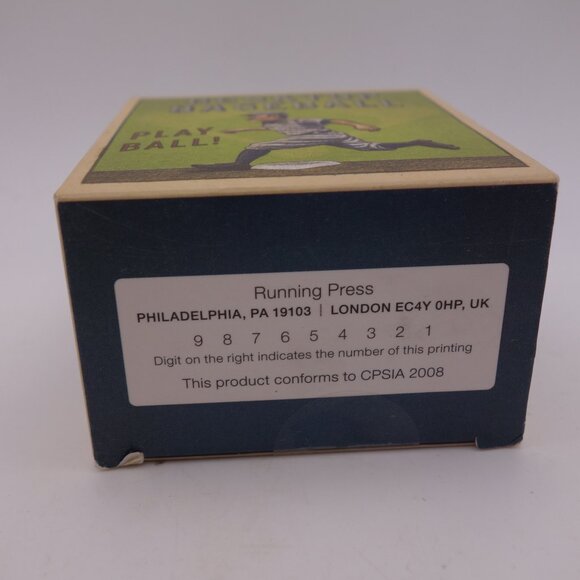 BASEBALL
PLAY
BALL!
Running Press
PHILADELPHIA, PA 19103 | LONDON EC4Y 0HP, UK
9 8 7 6 5 4 3 2 1
Digit on the right indicates the number of this printing
This product conforms to CPSIA 2008